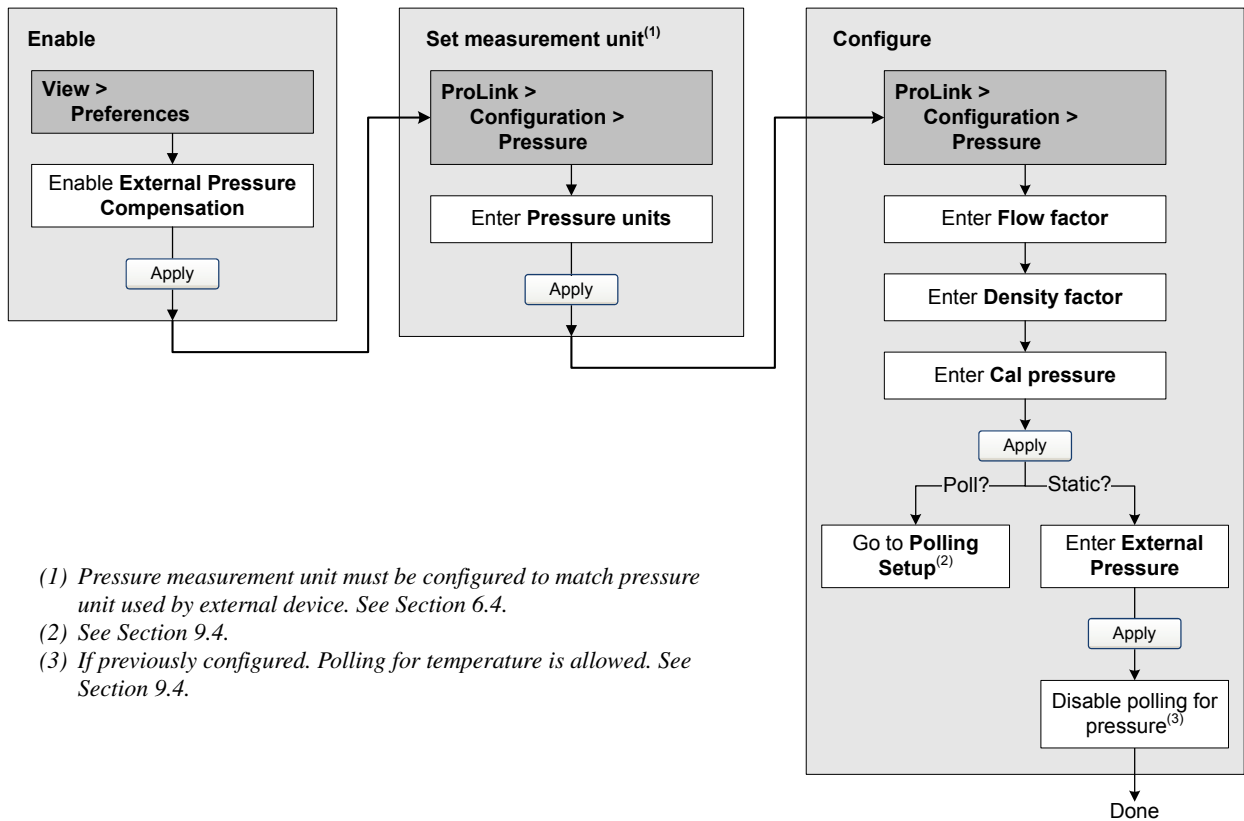 Enable
View >
Preferences
Enable External Pressure
Compensation
Apply
Set measurement unit(1)
ProLink >
Configuration >
Pressure
Enter Pressure units
Apply
Configure
ProLink >
Configuration >
Pressure
Enter Flow factor
Enter Density factor
Enter Cal pressure
Apply
Poll?
Static?
Go to Polling
Setup(2)
Enter External
Pressure
Apply
Disable polling for
pressure(3)
Done
(1) Pressure measurement unit must be configured to match pressure
unit used by external device. See Section 6.4.
(2) See Section 9.4.
(3) If previously configured. Polling for temperature is allowed. See
Section 9.4.